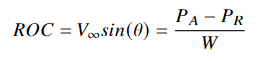 ROC = V∞sin(θ) = (P_A − P_R) / W